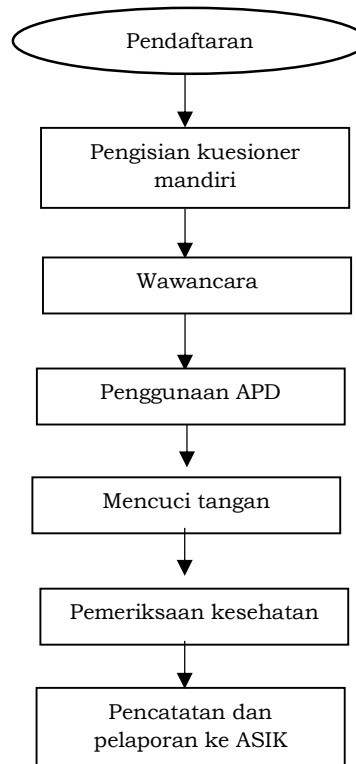 Pendaftaran
Pengisian kuesioner
mandiri
Wawancara
Penggunaan APD
Mencuci tangan
Pemeriksaan kesehatan
Pencatatan dan
pelaporan ke ASIK